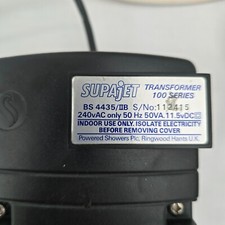 SUPAJET TRANSFORMER
100 SERIES
BS 4435/IIB S/No: 112415
240vAC only 50 Hz 50VA. 11.5vDC
INDOOR USE ONLY. ISOLATE ELECTRICITY
BEFORE REMOVING COVER
Powered Showers Plc. Ringwood Hants U.K.